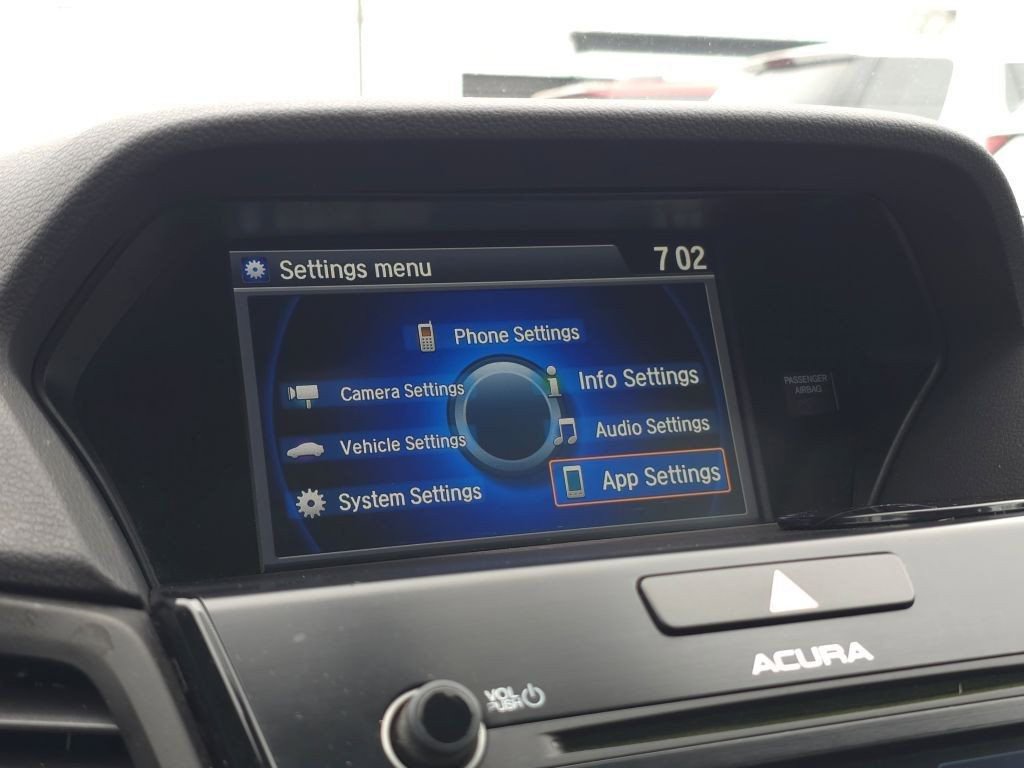 Settings menu
7 02
Phone Settings
Camera Settings
Info Settings
Vehicle Settings
Audio Settings
System Settings
App Settings
PASSENGER
AIRBAG
ACURA
VOL
PUSH